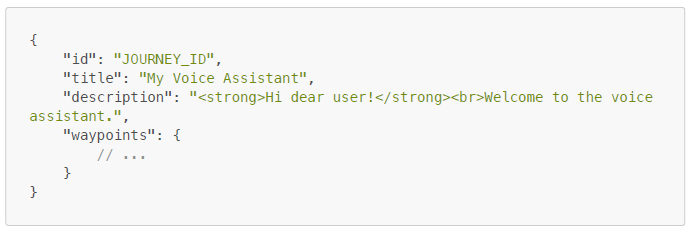 {
    "id": "JOURNEY_ID",
    "title": "My Voice Assistant",
    "description": "<strong>Hi dear user!</strong><br>Welcome to the voice
assistant.",
    "waypoints": {
        // ...
    }
}